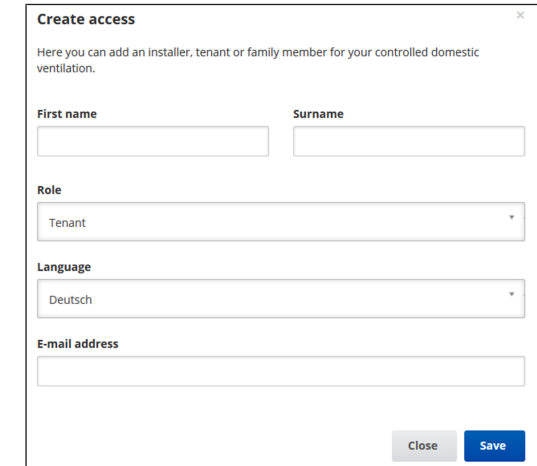 Create access
×
Here you can add an installer, tenant or family member for your controlled domestic
ventilation.
First name
Surname
Role
Tenant
Language
Deutsch
E-mail address
Close
Save